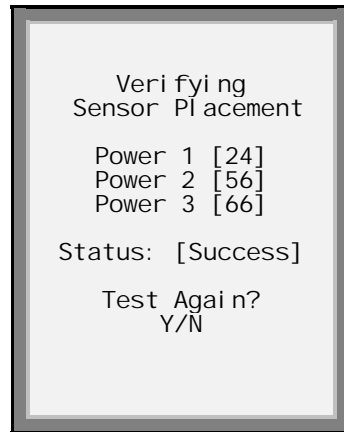 Verifying
Sensor Placement
Power 1 [24]
Power 2 [56]
Power 3 [66]
Status: [Success]
Test Again?
Y/N